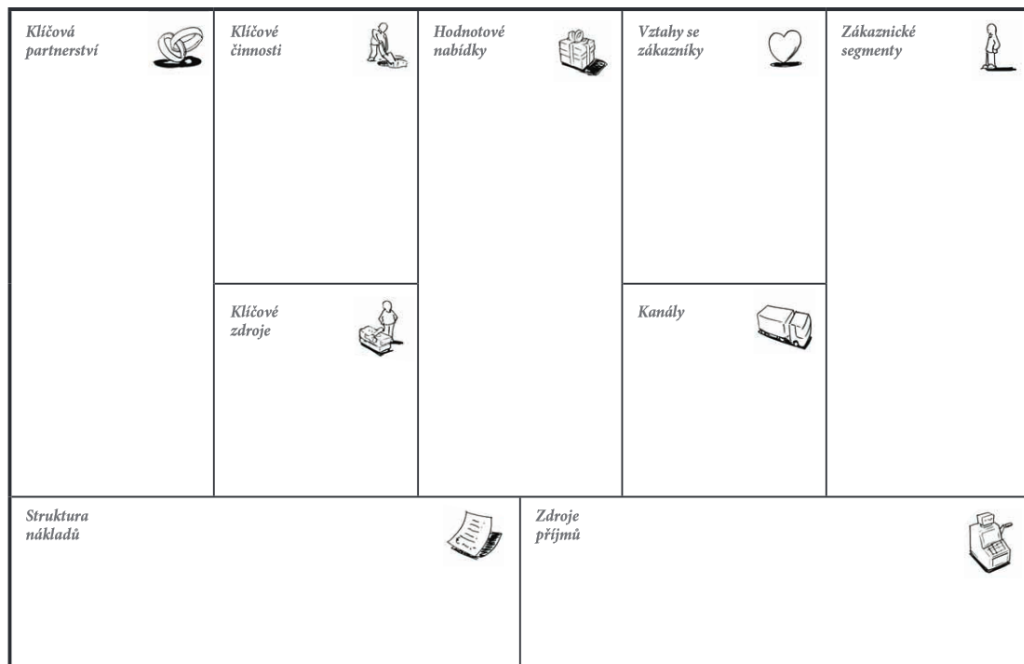 Klíčová
partnerství
Klíčové
činnosti
Hodnotové
nabídky
Vztahy se
zákazníky
Zákaznické
segmenty
Klíčové
zdroje
Kanály
Struktura
nákladů
Zdroje
příjmů